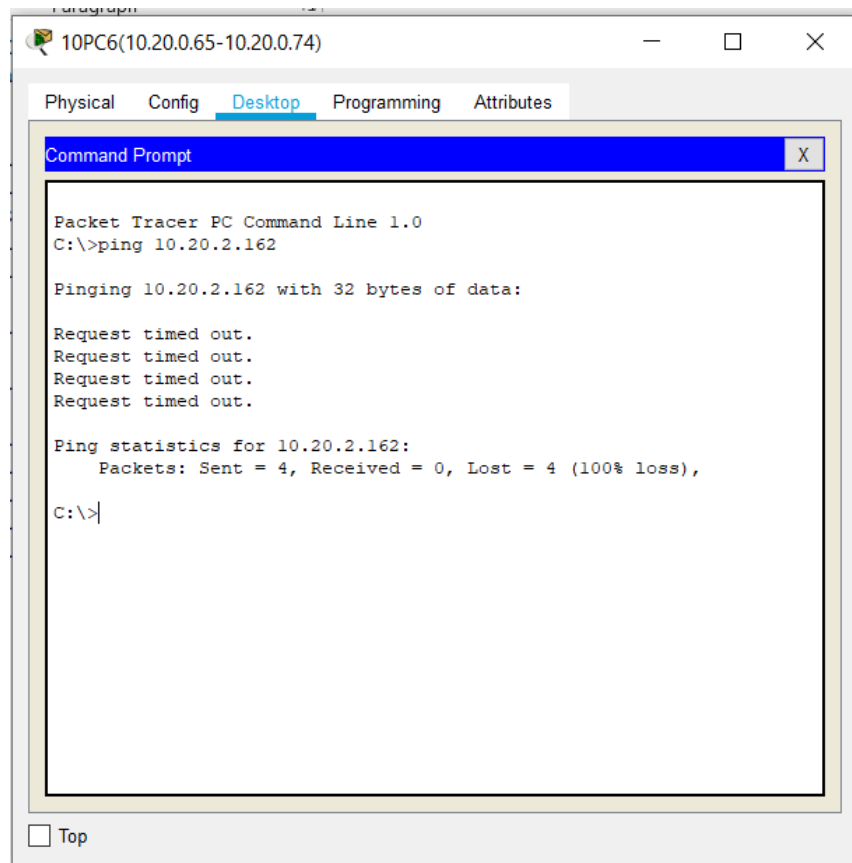 10PC6(10.20.0.65-10.20.0.74)
Physical Config Desktop Programming Attributes
Command Prompt X
Packet Tracer PC Command Line 1.0
C:\>ping 10.20.2.162
Pinging 10.20.2.162 with 32 bytes of data:
Request timed out.
Request timed out.
Request timed out.
Request timed out.
Ping statistics for 10.20.2.162:
Packets: Sent = 4, Received = 0, Lost = 4 (100% loss),
C:\>
Top